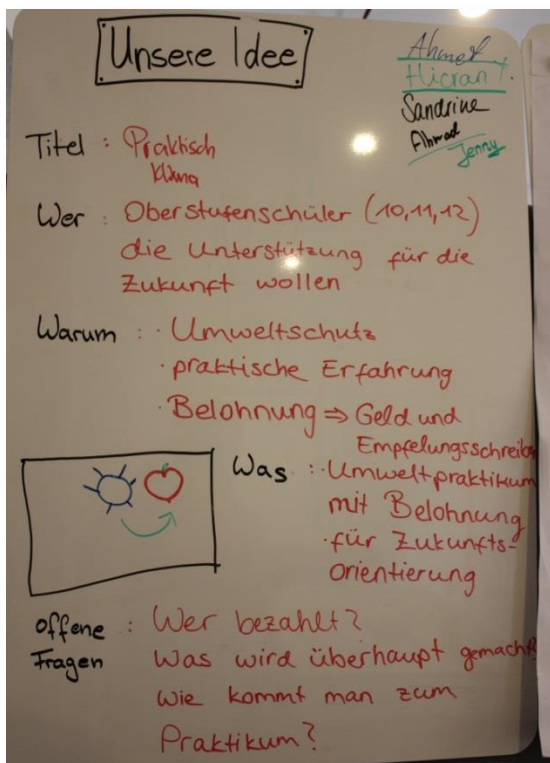 Unsere Idee
Ahmet
Hicran Y.
Sandrine
Ahmad
Jenny
Titel : Praktisch
Klima
Wer : Oberstufenschüler (10,11,12)
die Unterstützung für die
Zukunft wollen
Warum : · Umweltschutz
· praktische Erfahrung
· Belohnung ⇒ Geld und
Empfelungsschreiben
Was : · Umweltpraktikum
mit Belohnung
· für Zukunfts-
orientierung
offene : Wer bezahlt?
Fragen Was wird überhaupt gemacht?
Wie kommt man zum
Praktikum?